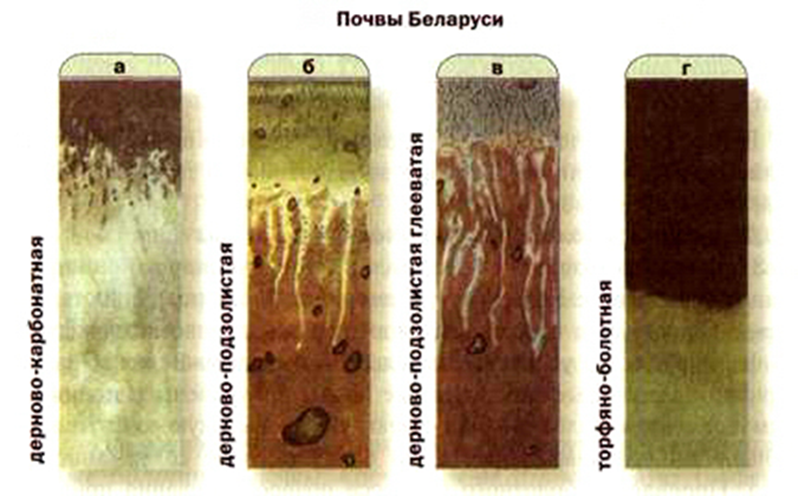 Почвы Беларуси
а
дерново-карбонатная
б
дерново-подзолистая
в
дерново-подзолистая глееватая
г
торфяно-болотная